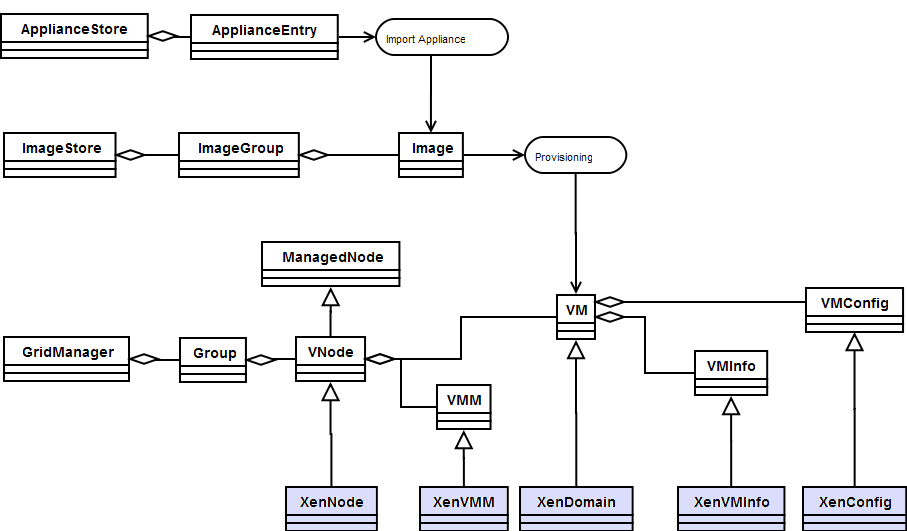 ApplianceStore
ApplianceEntry
Import Appliance
ImageStore
ImageGroup
Image
Provisioning
ManagedNode
VM
VMConfig
GridManager
Group
VNode
VMInfo
VMM
XenNode
XenVMM
XenDomain
XenVMInfo
XenConfig